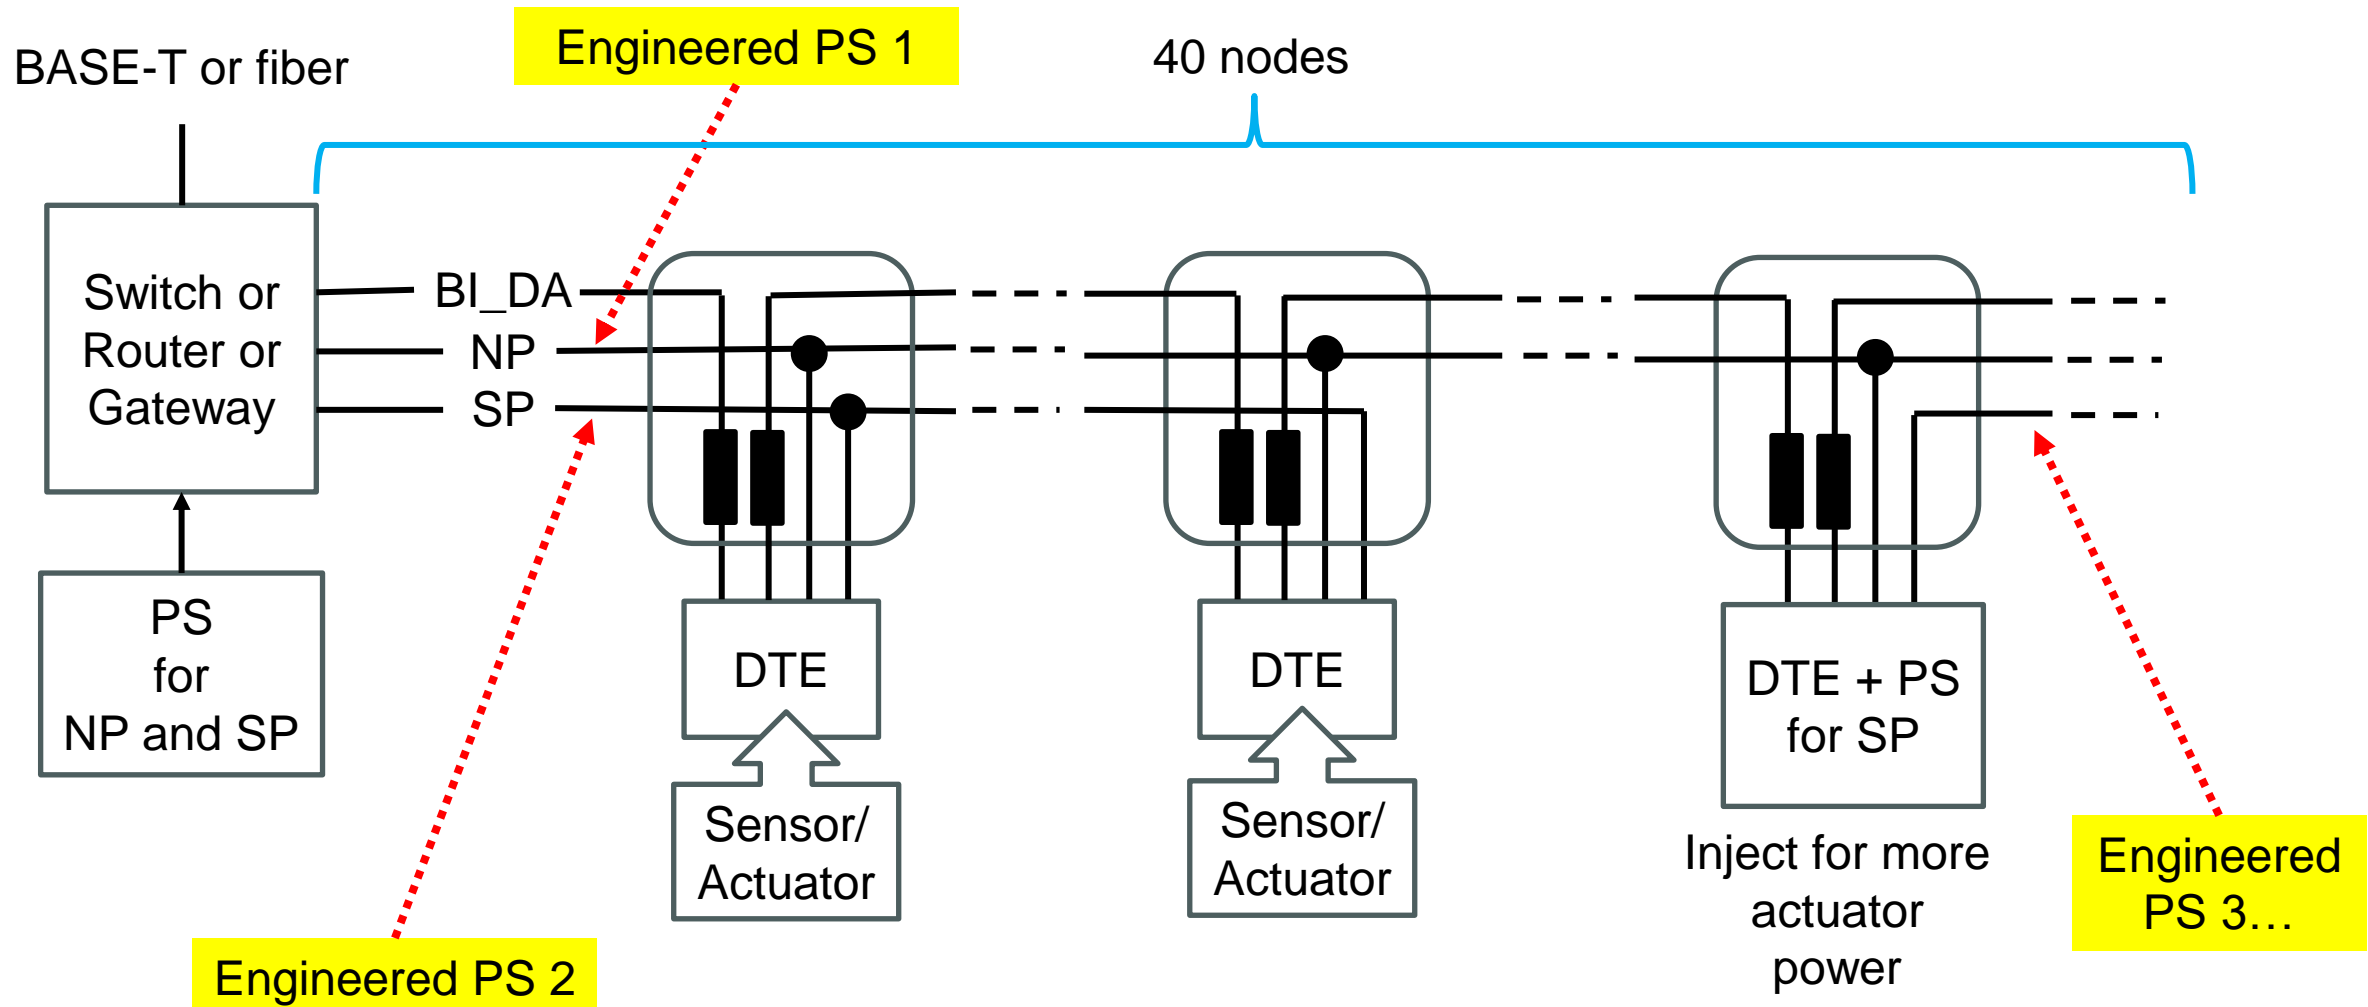 BASE-T or fiber
Engineered PS 1
40 nodes
Switch or
Router or
Gateway
BI_DA
NP
SP
PS
for
NP and SP
DTE
DTE
DTE + PS
for SP
Sensor/
Actuator
Sensor/
Actuator
Inject for more
actuator
power
Engineered
PS 3…
Engineered PS 2